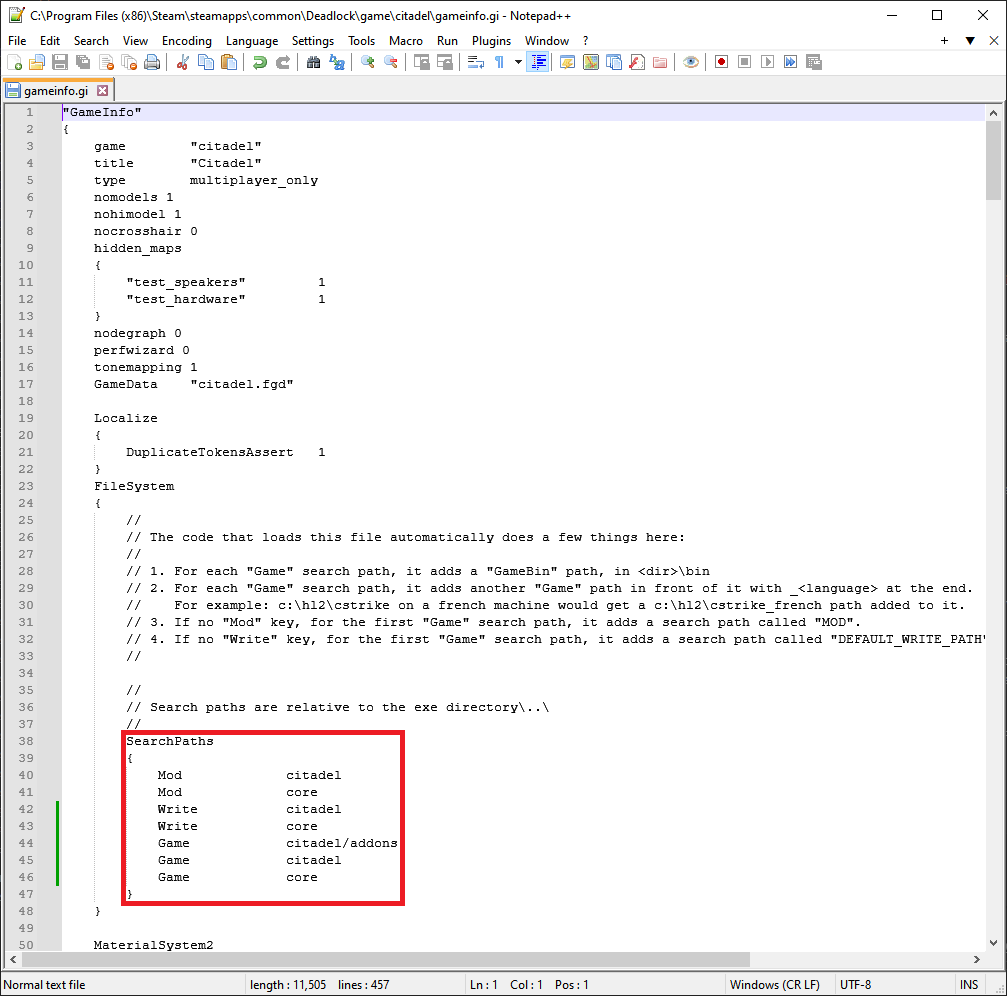 C:\Program Files (x86)\Steam\steamapps\common\Deadlock\game\citadel\gameinfo.gi - Notepad++
File Edit Search View Encoding Language Settings Tools Macro Run Plugins Window ?
gameinfo.gi
1 "GameInfo"
2 {
3 game "citadel"
4 title "Citadel"
5 type multiplayer_only
6 nomodels 1
7 nohimodel 1
8 nocrosshair 0
9 hidden_maps
10 {
11 "test_speakers" 1
12 "test_hardware" 1
13 }
14 nodegraph 0
15 perfwizard 0
16 tonemapping 1
17 GameData "citadel.fgd"
18
19 Localize
20 {
21 DuplicateTokensAssert 1
22 }
23 FileSystem
24 {
25 //
26 // The code that loads this file automatically does a few things here:
27 //
28 // 1. For each "Game" search path, it adds a "GameBin" path, in <dir>\bin
29 // 2. For each "Game" search path, it adds another "Game" path in front of it with _<language> at the end.
30 // For example: c:\hl2\cstrike on a french machine would get a c:\hl2\cstrike_french path added to it.
31 // 3. If no "Mod" key, for the first "Game" search path, it adds a search path called "MOD".
32 // 4. If no "Write" key, for the first "Game" search path, it adds a search path called "DEFAULT_WRITE_PATH"
33 //
34
35 //
36 // Search paths are relative to the exe directory\..\
37 //
38 SearchPaths
39 {
40 Mod citadel
41 Mod core
42 Write citadel
43 Write core
44 Game citadel/addons
45 Game citadel
46 Game core
47 }
48 }
49
50 MaterialSystem2
Normal text file length : 11,505 lines : 457 Ln : 1 Col : 1 Pos : 1 Windows (CR LF) UTF-8 INS